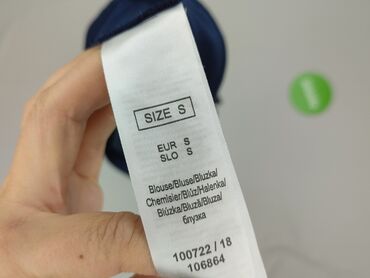 SIZE S
EUR S
SLO S
Blouse/Bluse/Bluzka/
Chemisier/Blúz/Halenka/
Blúzka/Bluză/Bluza/
блузка
100722 / 18
106864